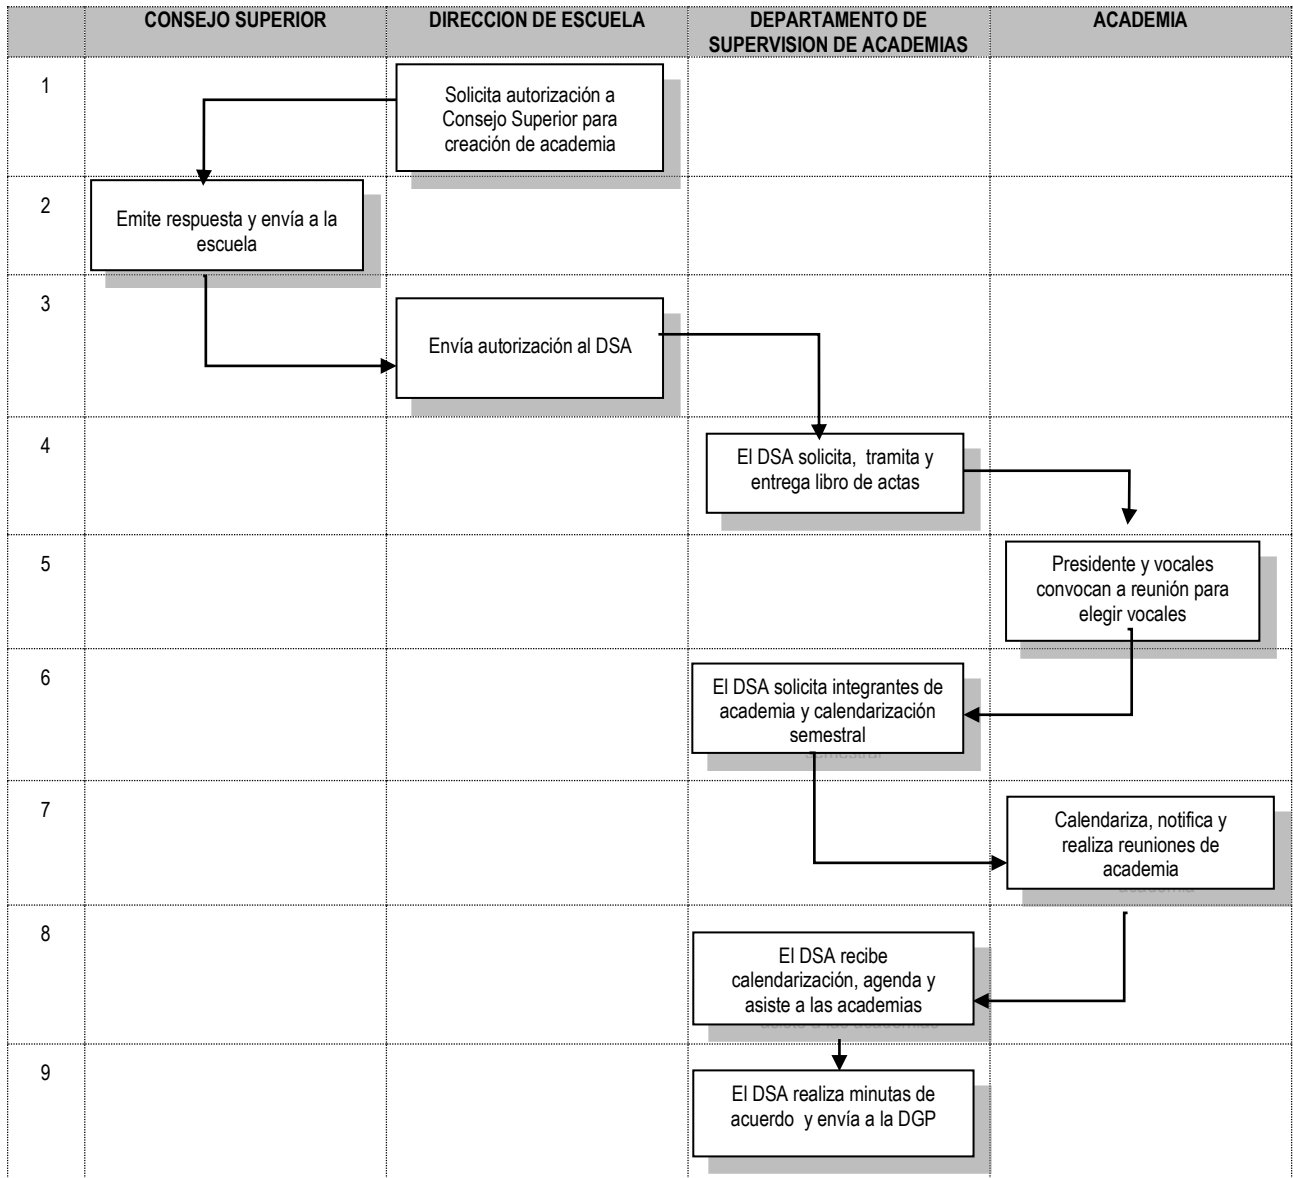 CONSEJO SUPERIOR
DIRECCION DE ESCUELA
DEPARTAMENTO DE
SUPERVISION DE ACADEMIAS
ACADEMIA
1
Solicita autorización a
Consejo Superior para
creación de academia
2
Emite respuesta y envía a la
escuela
3
Envía autorización al DSA
4
El DSA solicita, tramita y
entrega libro de actas
5
Presidente y vocales
convocan a reunión para
elegir vocales
6
El DSA solicita integrantes de
academia y calendarización
semestral
7
Calendariza, notifica y
realiza reuniones de
academia
8
El DSA recibe
calendarización, agenda y
asiste a las academias
9
El DSA realiza minutas de
acuerdo y envía a la DGP